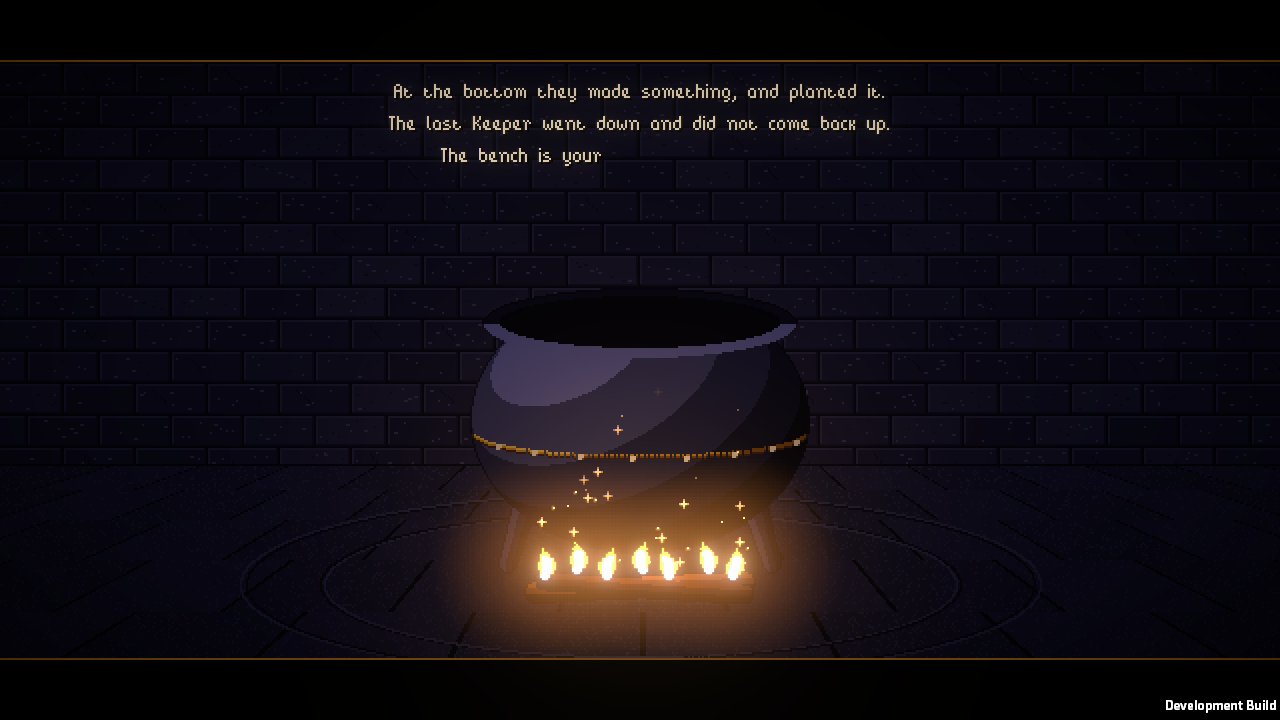 At the bottom they made something, and planted it.
The last Keeper went down and did not come back up.
The bench is your
Development Build